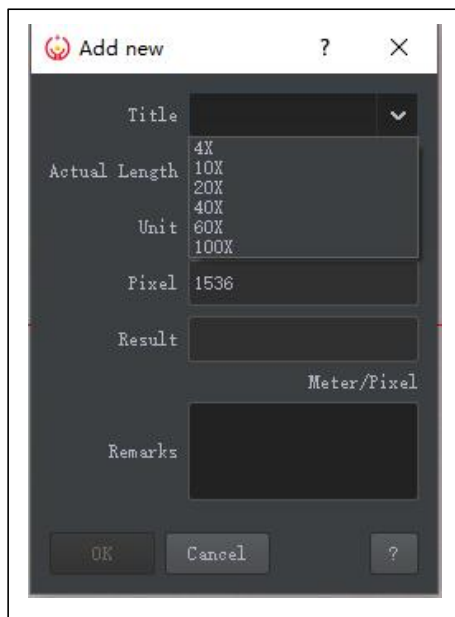 Add new ? ×
Title
4X
Actual Length 10X
20X
40X
Unit 60X
100X
Pixel 1536
Result
Meter/Pixel
Remarks
OK Cancel ?